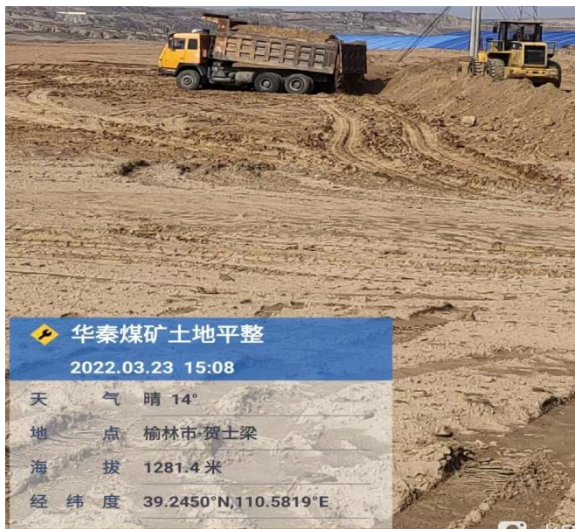 华秦煤矿土地平整
2022.03.23 15:08
天 气 晴 14°
地 点 榆林市·贺士梁
海 拔 1281.4 米
经 纬 度 39.2450°N,110.5819°E